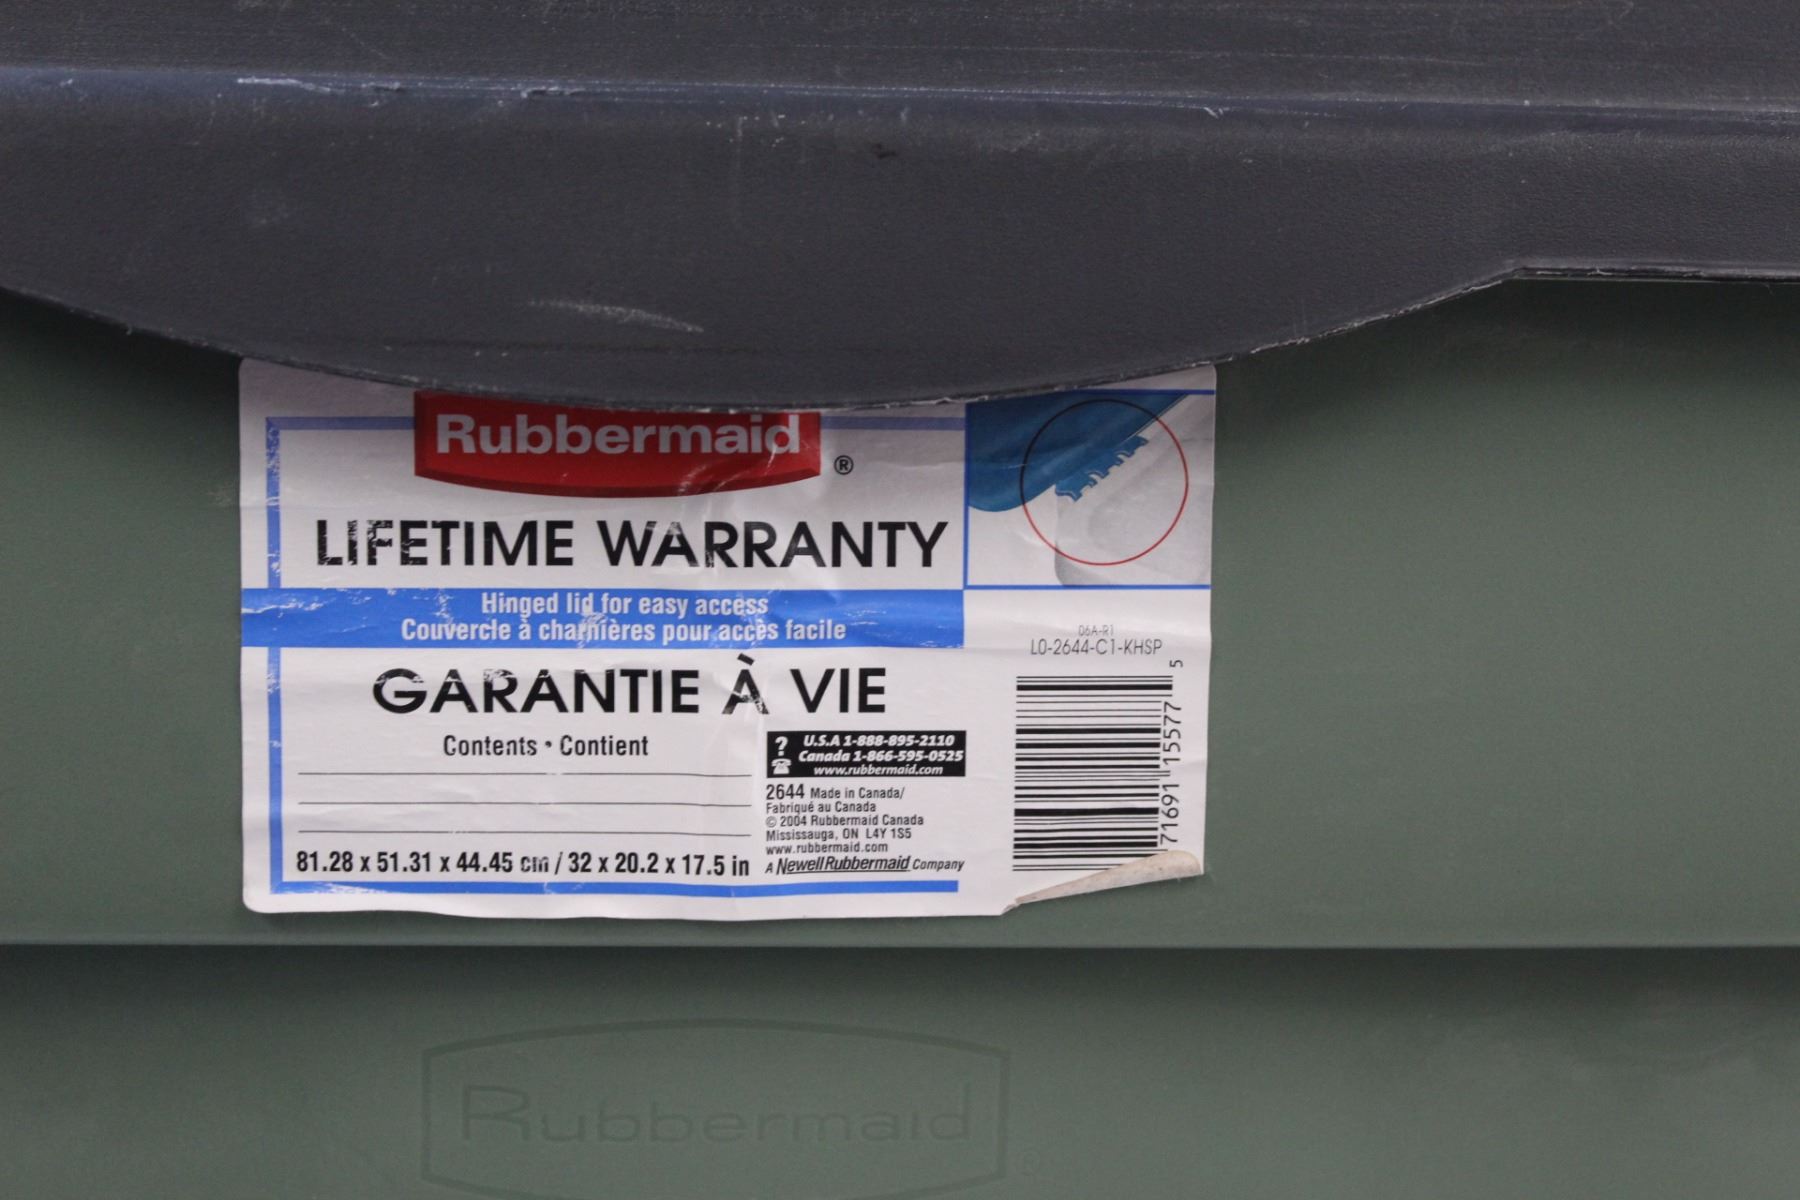 Rubbermaid®
LIFETIME WARRANTY
Hinged lid for easy access
Couvercle à charnières pour accès facile
GARANTIE À VIE
Contents • Contient
81.28 x 51.31 x 44.45 cm / 32 x 20.2 x 17.5 in
? U.S.A 1-888-895-2110
Canada 1-866-595-0525
www.rubbermaid.com
2644 Made in Canada/
Fabriqué au Canada
© 2004 Rubbermaid Canada
Mississauga, ON L4Y 1S5
www.rubbermaid.com
A NewellRubbermaid Company
06A-R1
L0-2644-C1-KHSP
71691 15577 5
Rubbermaid®